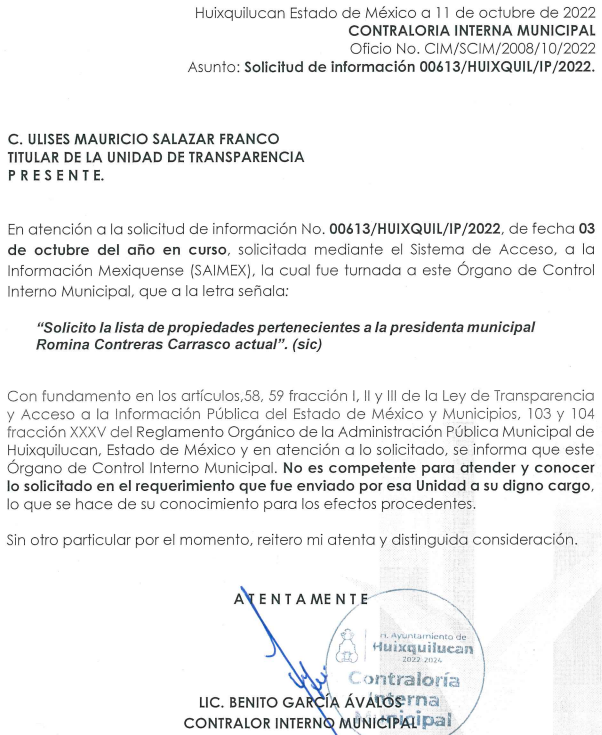 Huixquilucan Estado de México a 11 de octubre de 2022
CONTRALORIA INTERNA MUNICIPAL
Oficio No. CIM/SCIM/2008/10/2022
Asunto: Solicitud de información 00613/HUIXQUIL/IP/2022.
C. ULISES MAURICIO SALAZAR FRANCO
TITULAR DE LA UNIDAD DE TRANSPARENCIA
P R E S E N T E.
En atención a la solicitud de información No. 00613/HUIXQUIL/IP/2022, de fecha 03
de octubre del año en curso, solicitada mediante el Sistema de Acceso, a la
Información Mexiquense (SAIMEX), la cual fue turnada a este Órgano de Control
Interno Municipal, que a la letra señala:
“Solicito la lista de propiedades pertenecientes a la presidenta municipal
Romina Contreras Carrasco actual”. (sic)
Con fundamento en los artículos,58, 59 fracción I, II y III de la Ley de Transparencia
y Acceso a la Información Pública del Estado de México y Municipios, 103 y 104
fracción XXXV del Reglamento Orgánico de la Administración Pública Municipal de
Huixquilucan, Estado de México y en atención a lo solicitado, se informa que este
Órgano de Control Interno Municipal. No es competente para atender y conocer
lo solicitado en el requerimiento que fue enviado por esa Unidad a su digno cargo,
lo que se hace de su conocimiento para los efectos procedentes.
Sin otro particular por el momento, reitero mi atenta y distinguida consideración.
A T E N T A M E N T E
H. Ayuntamiento de
Huixquilucan
2022-2024
Contraloría
Interna
Municipal
LIC. BENITO GARCÍA ÁVALOS
CONTRALOR INTERNO MUNICIPAL